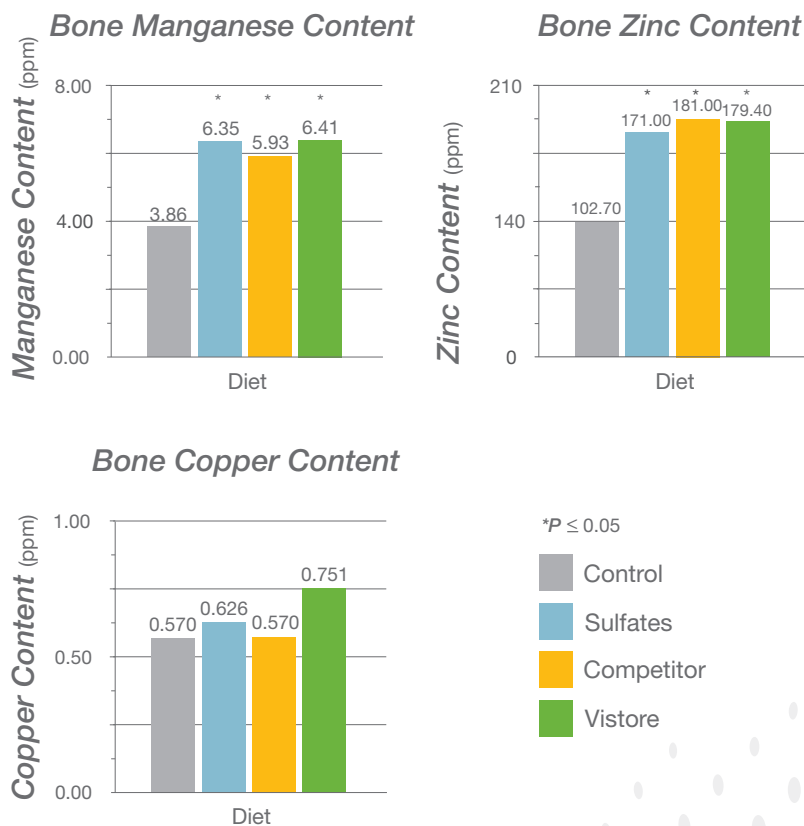 Bone Manganese Content
Manganese Content (ppm)
8.00
4.00
0.00
3.86
*
6.35
*
5.93
*
6.41
Diet
Bone Zinc Content
Zinc Content (ppm)
210
140
0
102.70
*
171.00
*
181.00
*
179.40
Diet
Bone Copper Content
Copper Content (ppm)
1.00
0.50
0.00
0.570
0.626
0.570
0.751
Diet
*P ≤ 0.05
Control
Sulfates
Competitor
Vistore